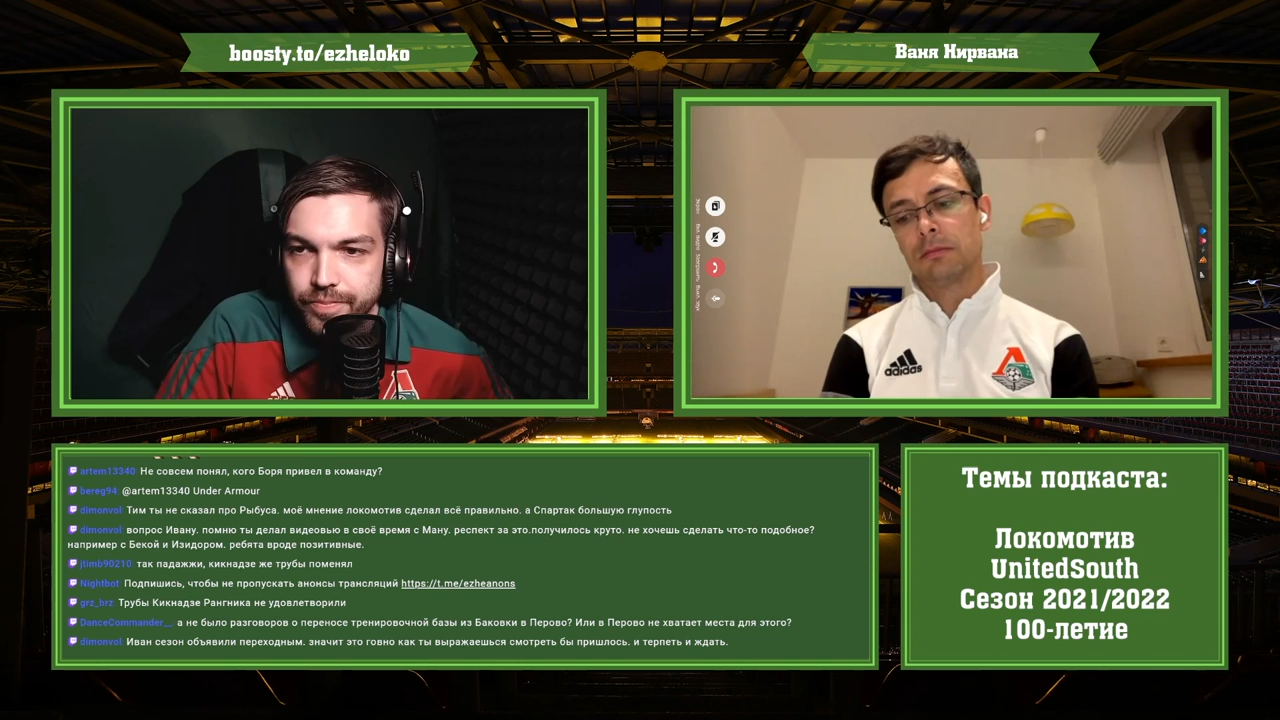 boosty.to/ezheloko
Ваня Нирвана
adidas
artem13340: Не совсем понял, кого Боря привел в команду?
bereg94: @artem13340 Under Armour
dimonvol: Тим ты не сказал про Рыбуса. моё мнение локомотив сделал всё правильно. а Спартак большую глупость
dimonvol: вопрос Ивану. помню ты делал видеовью в своё время с Ману. респект за это.получилось круто. не хочешь сделать что-то подобное?
например с Бекой и Изидором. ребята вроде позитивные.
jtimb90210: так падажжи, кикнадзе же трубы поменял
Nightbot: Подпишись, чтобы не пропускать анонсы трансляций https://t.me/ezheanons
grz_brz: Трубы Кикнадзе Рангника не удовлетворили
DanceCommander__: а не было разговоров о переносе тренировочной базы из Баковки в Перово? Или в Перово не хватает места для этого?
dimonvol: Иван сезон объявили переходным. значит это говно как ты выражаешься смотреть бы пришлось. и терпеть и ждать.
Темы подкаста:
Локомотив
UnitedSouth
Сезон 2021/2022
100-летие